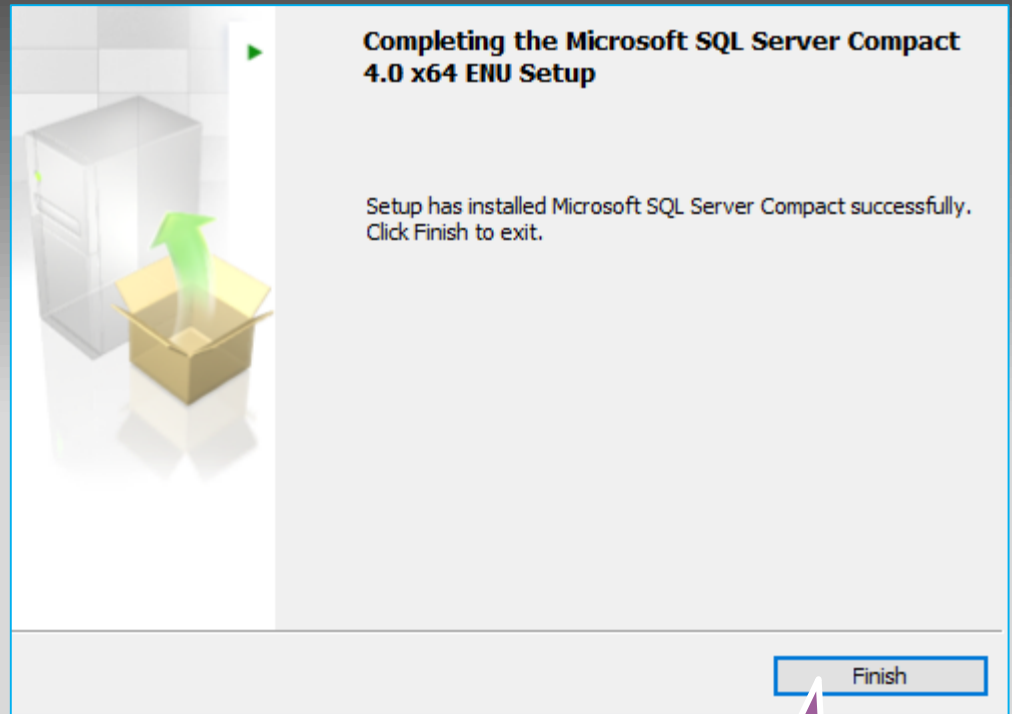 Completing the Microsoft SQL Server Compact
4.0 x64 ENU Setup
Setup has installed Microsoft SQL Server Compact successfully.
Click Finish to exit.
Finish